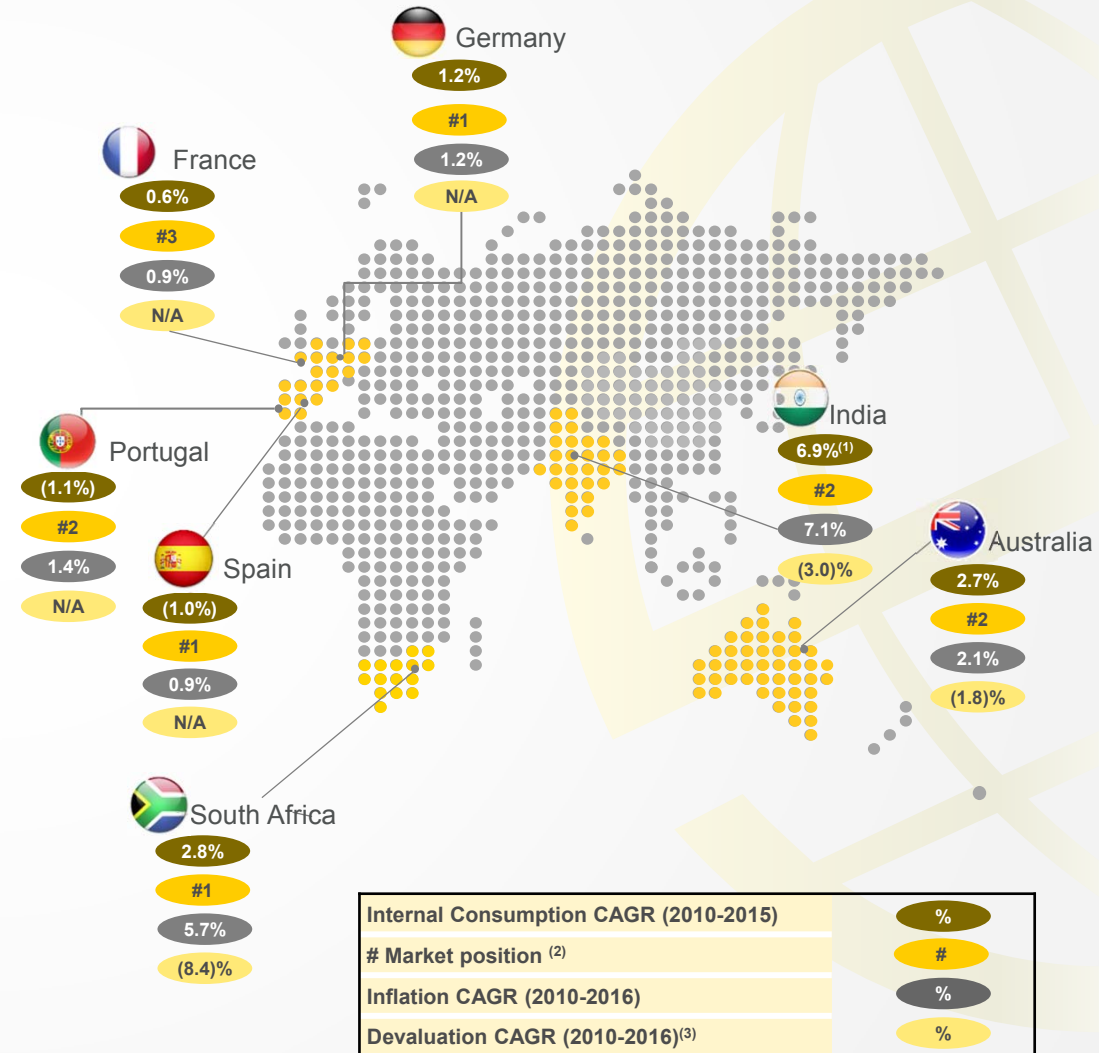 Germany
1.2%
#1
1.2%
N/A
France
0.6%
#3
0.9%
N/A
Portugal
(1.1%)
#2
1.4%
N/A
Spain
(1.0%)
#1
0.9%
N/A
India
6.9%(1)
#2
7.1%
(3.0)%
Australia
2.7%
#2
2.1%
(1.8)%
South Africa
2.8%
#1
5.7%
(8.4)%
Internal Consumption CAGR (2010-2015) %
# Market position (2) #
Inflation CAGR (2010-2016) %
Devaluation CAGR (2010-2016)(3) %